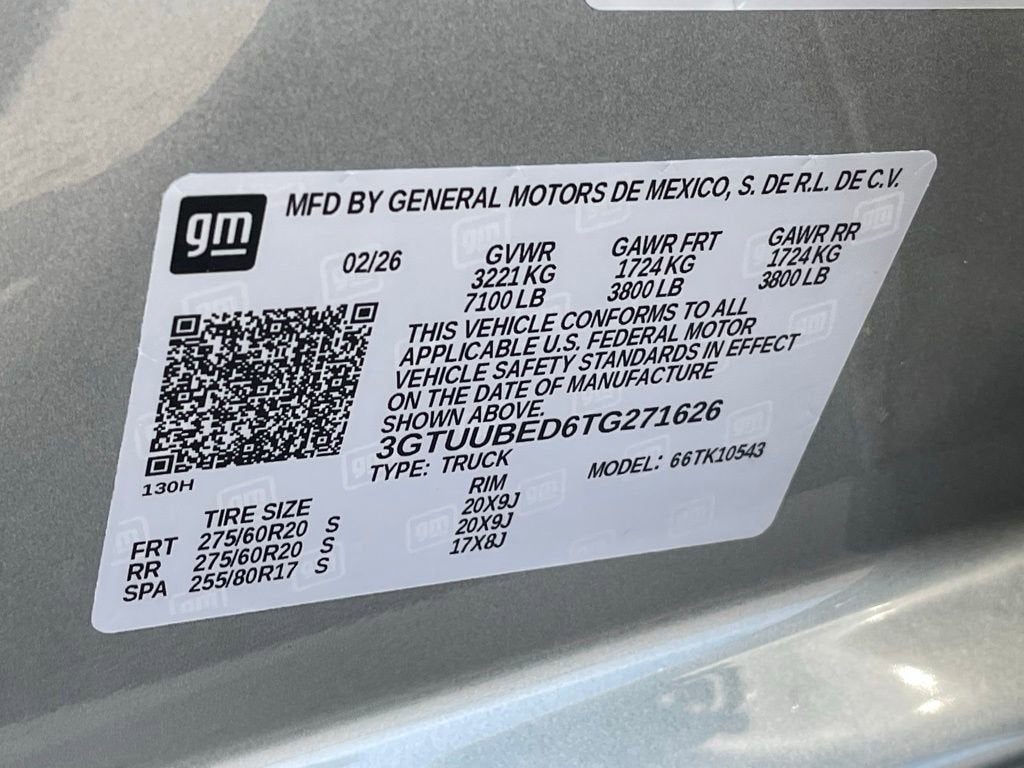 gm
MFD BY GENERAL MOTORS DE MEXICO, S. DE R.L. DE C.V.
02/26 GVWR GAWR FRT GAWR RR
3221 KG 1724 KG 1724 KG
7100 LB 3800 LB 3800 LB
THIS VEHICLE CONFORMS TO ALL
APPLICABLE U.S. FEDERAL MOTOR
VEHICLE SAFETY STANDARDS IN EFFECT
ON THE DATE OF MANUFACTURE
SHOWN ABOVE.
3GTUUBED6TG271626
TYPE: TRUCK MODEL: 66TK10543
130H
TIRE SIZE RIM
FRT 275/60R20 S 20X9J
RR 275/60R20 S 20X9J
SPA 255/80R17 S 17X8J